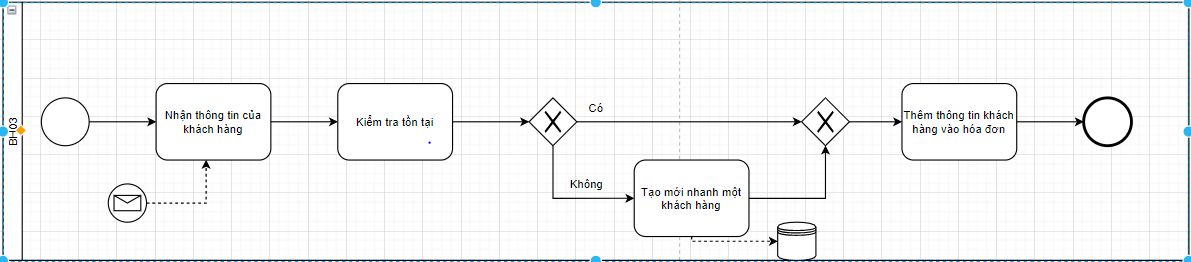 BH03
Nhận thông tin của
khách hàng
Kiểm tra tồn tại
Có
Không
Tạo mới nhanh một
khách hàng
Thêm thông tin khách
hàng vào hóa đơn